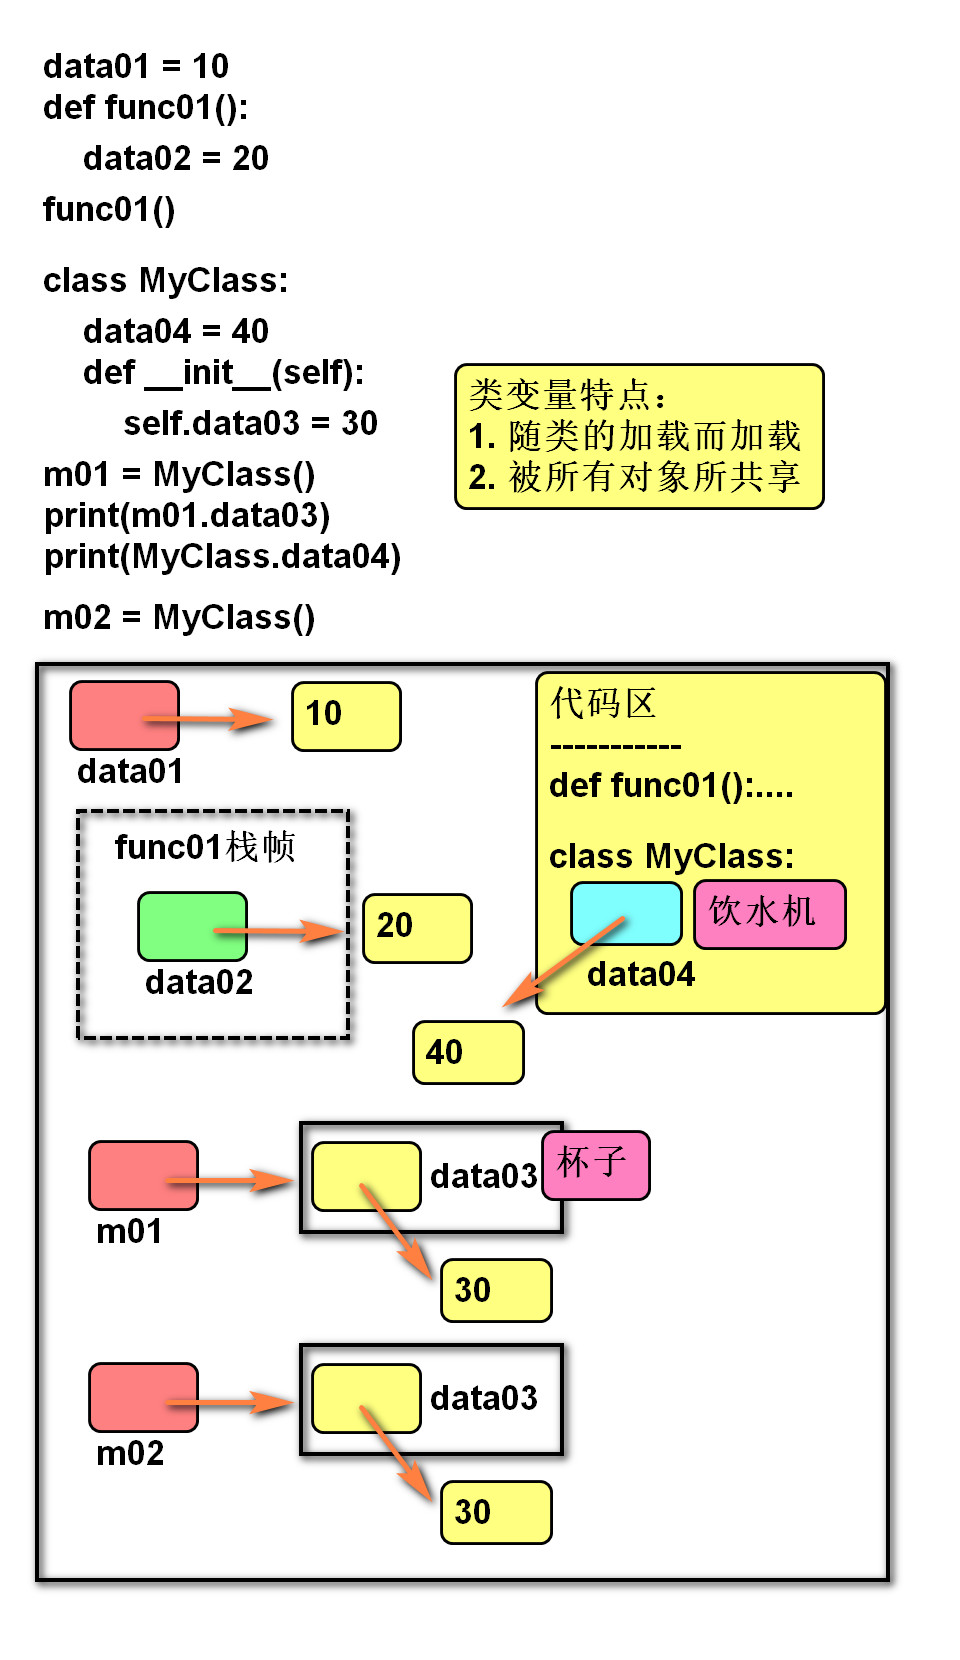 data01 = 10
def func01():
data02 = 20
func01()
class MyClass:
data04 = 40
def __init__(self):
self.data03 = 30
m01 = MyClass()
print(m01.data03)
print(MyClass.data04)
m02 = MyClass()
类变量特点：
1. 随类的加载而加载
2. 被所有对象所共享
10
data01
代码区
-----------
def func01():....
class MyClass:
饮水机
data04
func01栈帧
20
data02
40
data03
杯子
m01
30
data03
m02
30